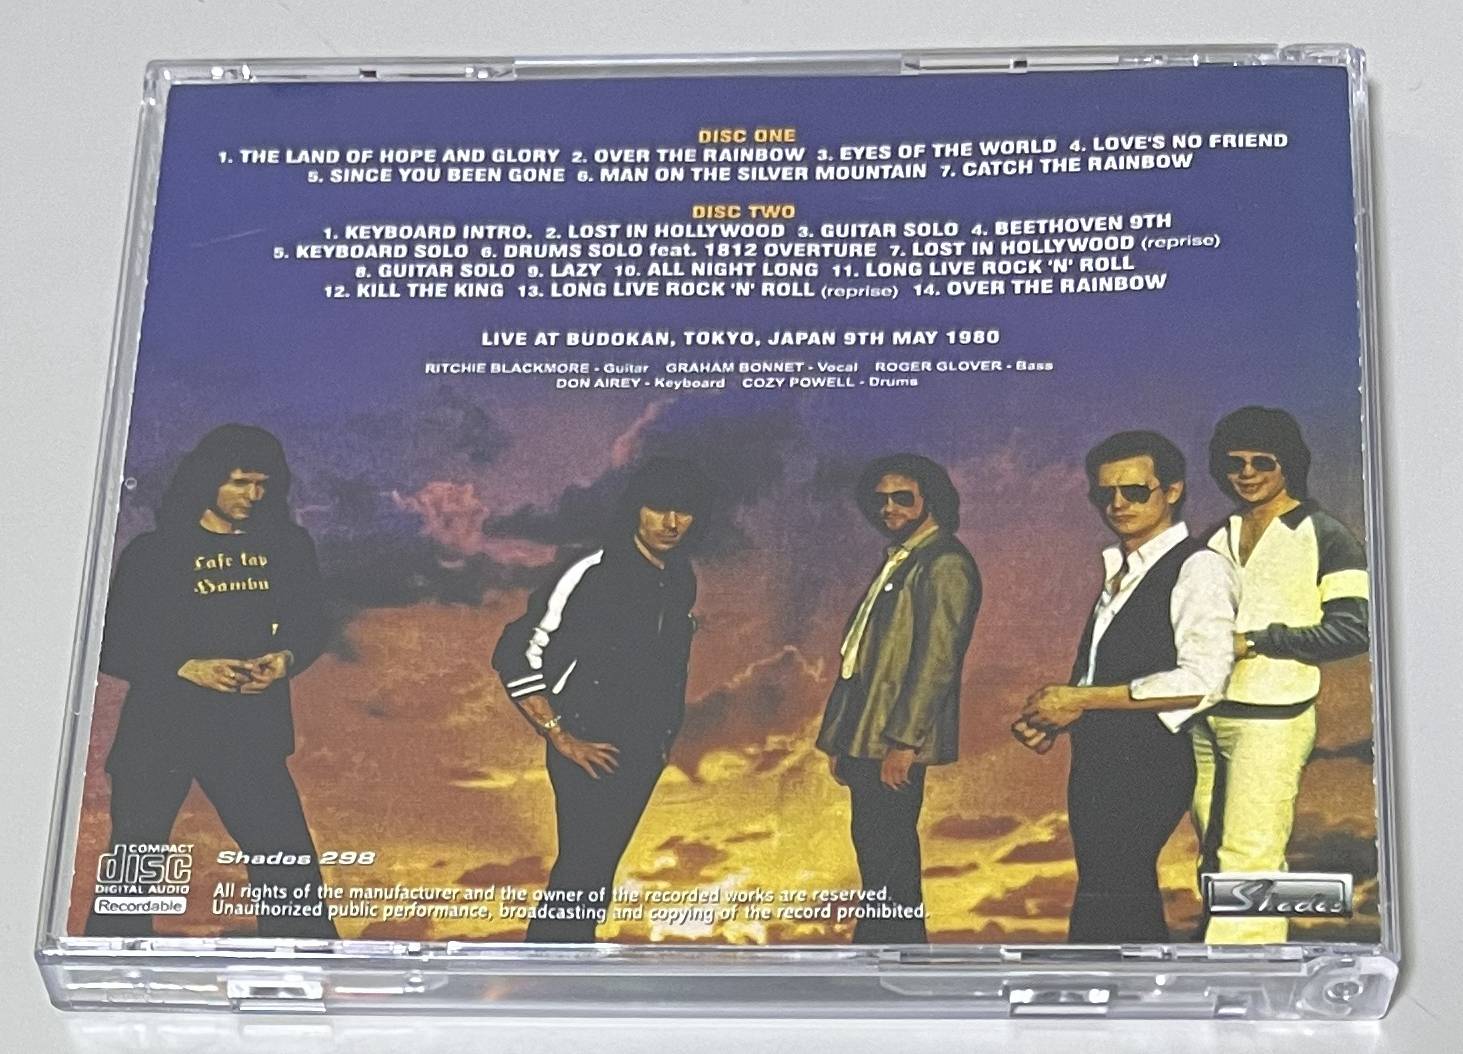 DISC ONE
1. THE LAND OF HOPE AND GLORY 2. OVER THE RAINBOW 3. EYES OF THE WORLD 4. LOVE'S NO FRIEND
5. SINCE YOU BEEN GONE 6. MAN ON THE SILVER MOUNTAIN 7. CATCH THE RAINBOW
DISC TWO
1. KEYBOARD INTRO. 2. LOST IN HOLLYWOOD 3. GUITAR SOLO 4. BEETHOVEN 9TH
5. KEYBOARD SOLO 6. DRUMS SOLO feat. 1812 OVERTURE 7. LOST IN HOLLYWOOD (reprise)
8. GUITAR SOLO 9. LAZY 10. ALL NIGHT LONG 11. LONG LIVE ROCK 'N' ROLL
12. KILL THE KING 13. LONG LIVE ROCK 'N' ROLL (reprise) 14. OVER THE RAINBOW
LIVE AT BUDOKAN, TOKYO, JAPAN 9TH MAY 1980
RITCHIE BLACKMORE - Guitar GRAHAM BONNET - Vocal ROGER GLOVER - Bass
DON AIREY - Keyboard COZY POWELL - Drums
COMPACT
disc
DIGITAL AUDIO
Recordable
Shades 298
All rights of the manufacturer and the owner of the recorded works are reserved.
Unauthorized public performance, broadcasting and copying of the record prohibited.
Shades